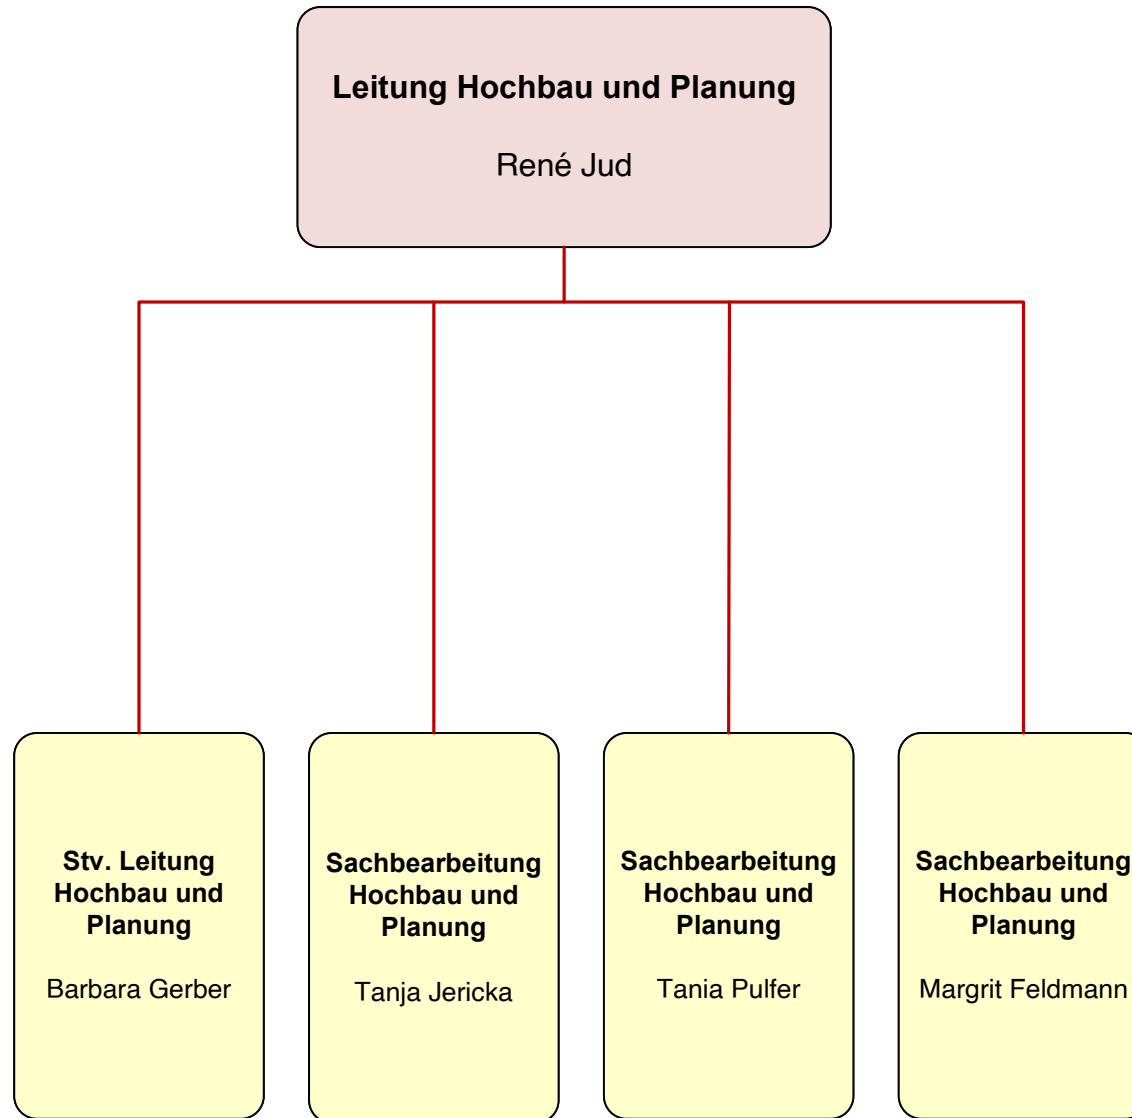 Leitung Hochbau und Planung
René Jud
Stv. Leitung
Hochbau und
Planung
Barbara Gerber
Sachbearbeitung
Hochbau und
Planung
Tanja Jericka
Sachbearbeitung
Hochbau und
Planung
Tania Pulfer
Sachbearbeitung
Hochbau und
Planung
Margrit Feldmann